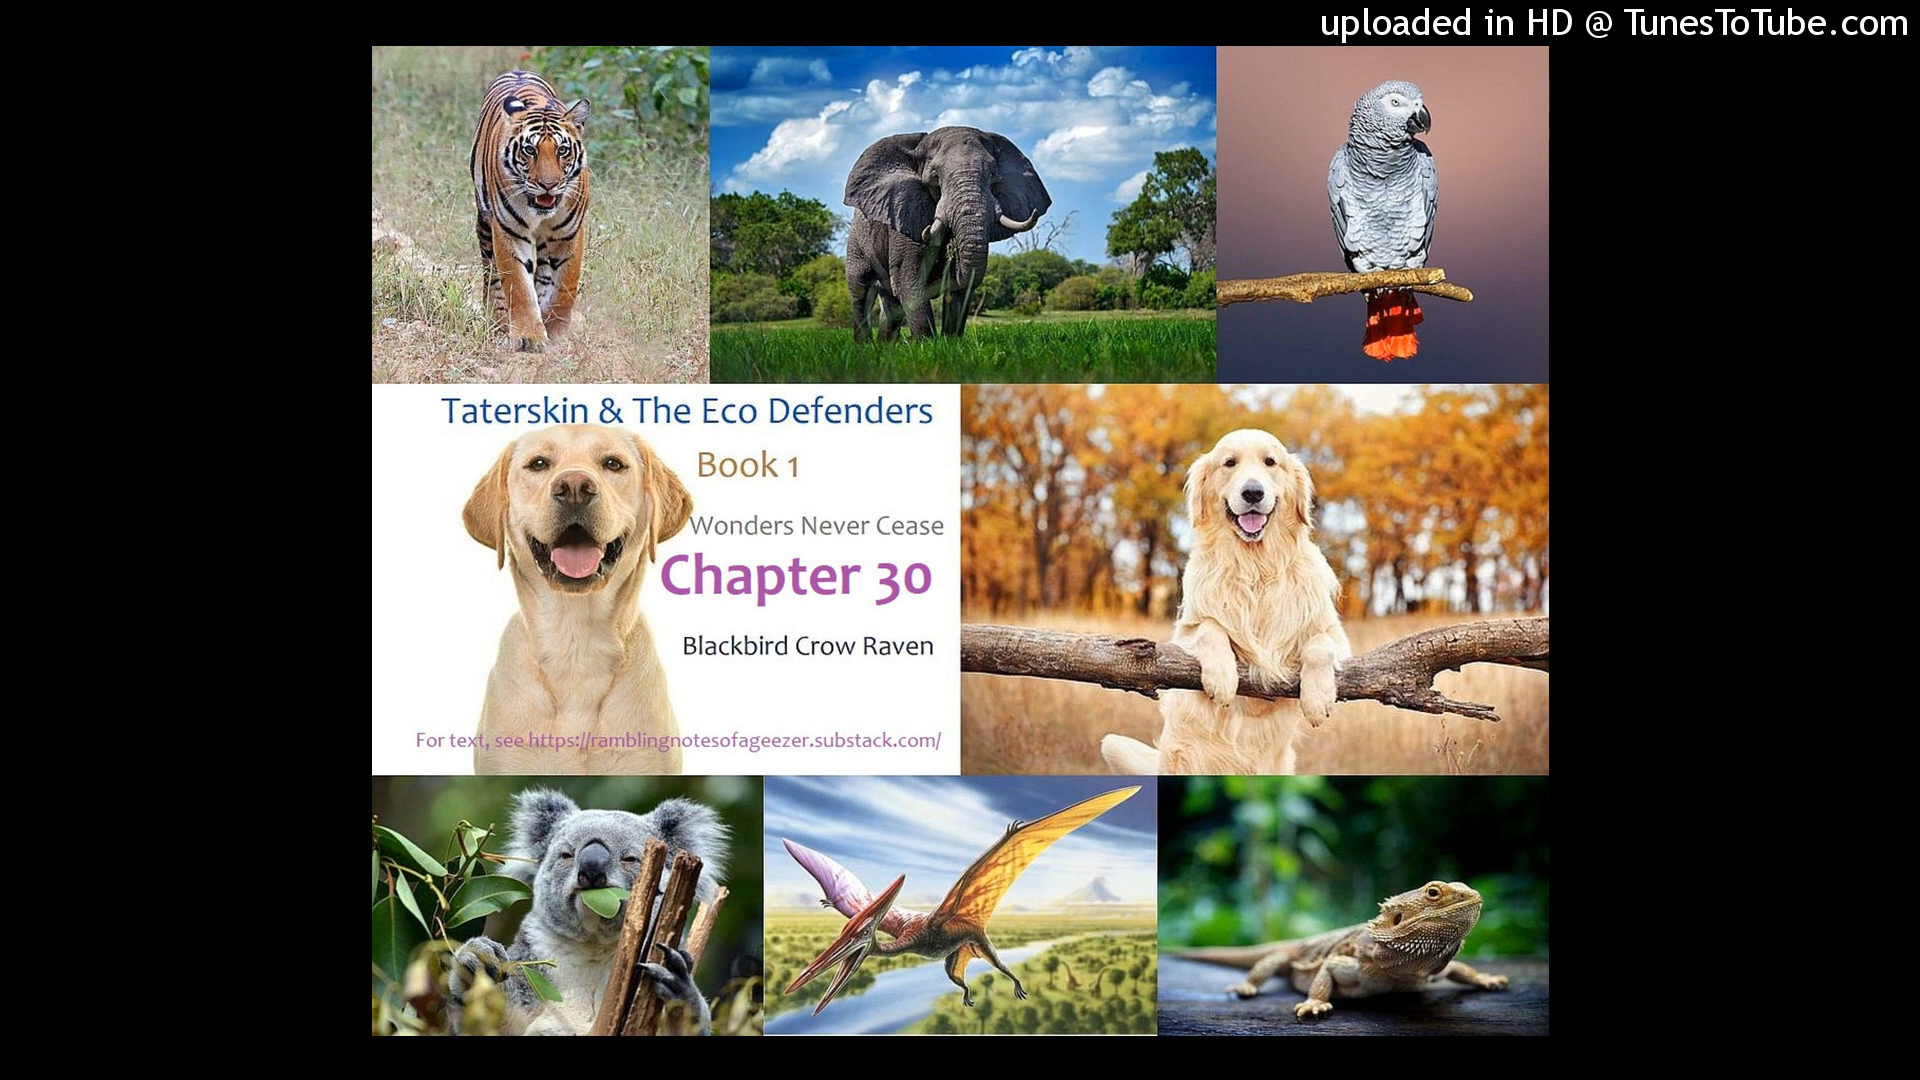 uploaded in HD @ TunesToTube.com
Taterskin & The Eco Defenders
Book 1
Wonders Never Cease
Chapter 30
Blackbird Crow Raven
For text, see https://ramblingnotesofageezer.substack.com/